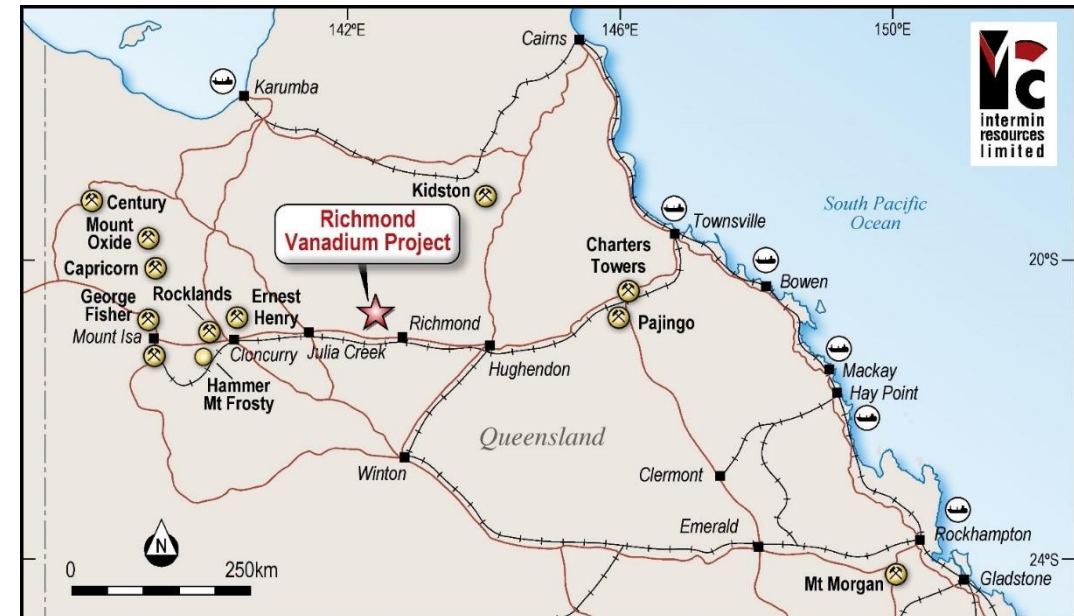 142°E
146°E
150°E
Cairns
Karumba
intermin
resources
limited
Century
Kidston
Mount
Oxide
Richmond
Vanadium Project
Townsville
South Pacific
Ocean
Capricorn
Charters
Towers
20°S
Bowen
George
Fisher
Rocklands
Ernest
Henry
Pajingo
Mount Isa
Cloncurry
Julia Creek
Richmond
Hughendon
Mackay
Hay Point
Hammer
Mt Frosty
Queensland
Winton
Clermont
Emerald
Rockhampton
N
0
250km
Mt Morgan
24°S
Gladstone